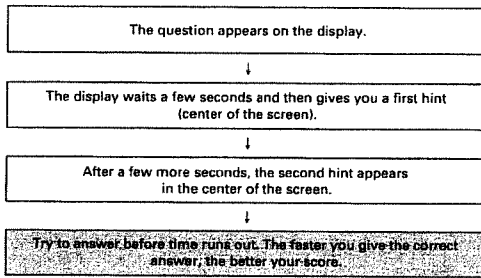 The question appears on the display.
The display waits a few seconds and then gives you a first hint
(center of the screen).
After a few more seconds, the second hint appears
in the center of the screen.
Try to answer before time runs out. The faster you give the correct
answer, the better your score.